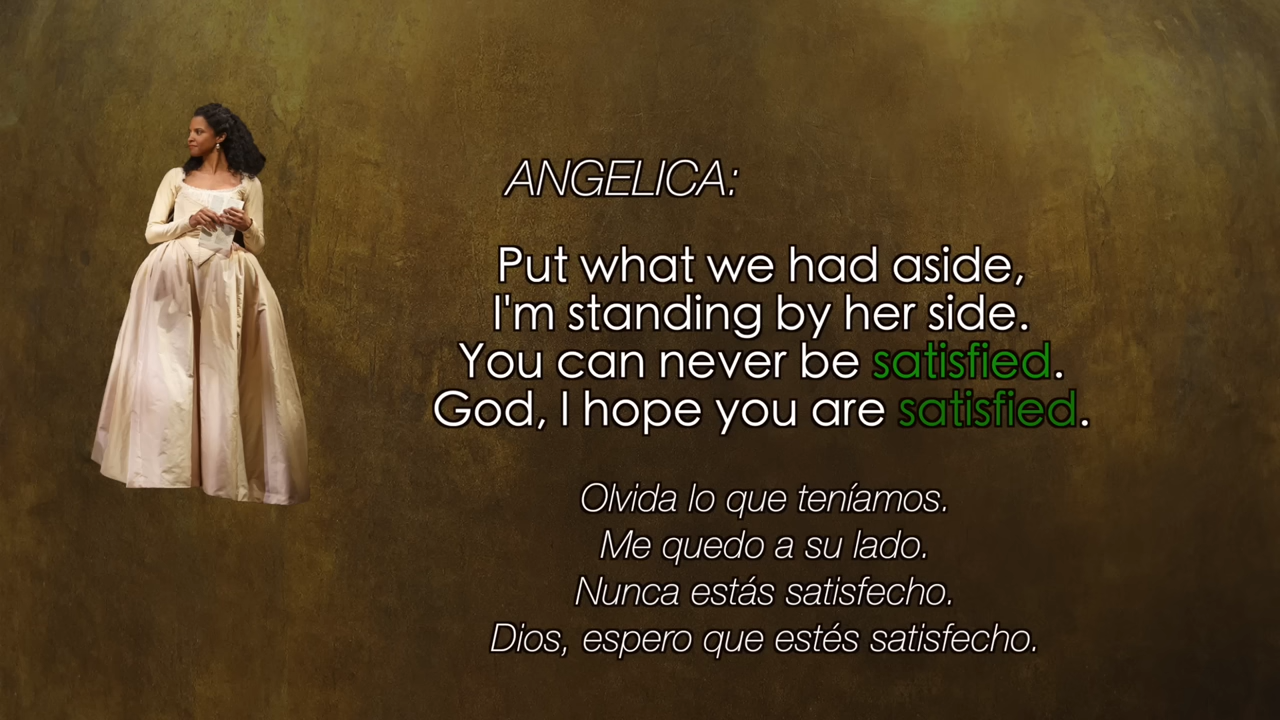 ANGELICA:
Put what we had aside,
I'm standing by her side.
You can never be satisfied.
God, I hope you are satisfied.
Olvida lo que teníamos.
Me quedo a su lado.
Nunca estás satisfecho.
Dios, espero que estés satisfecho.